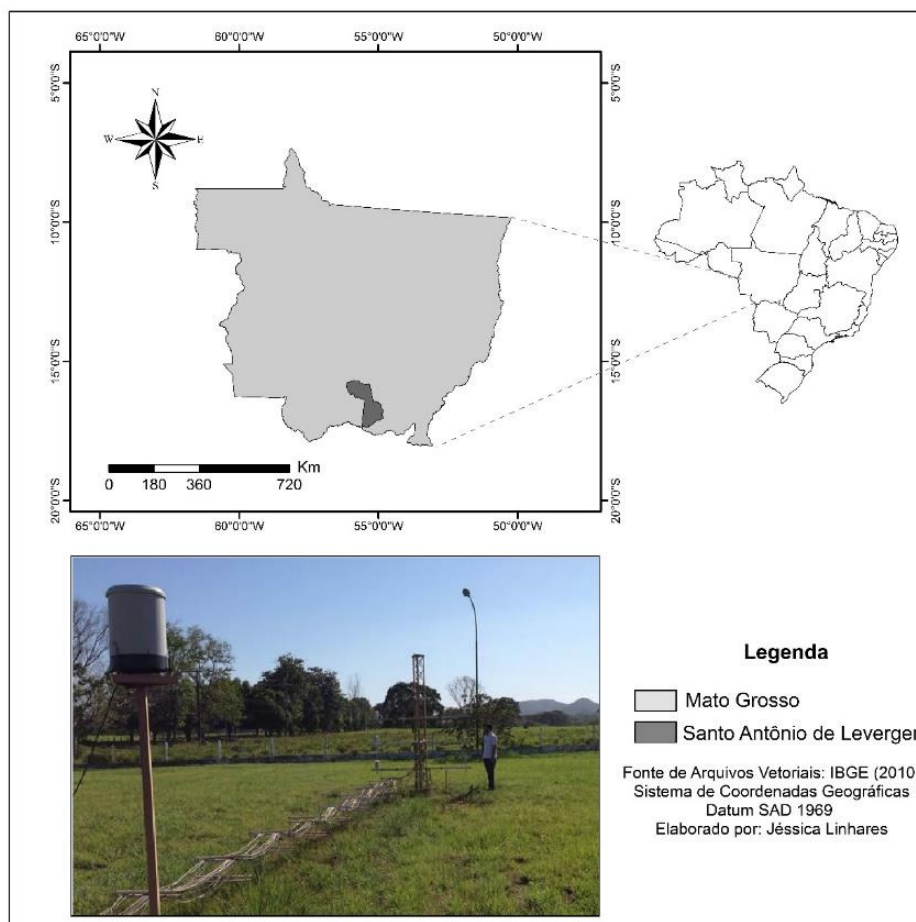 65°0'0"W 60°0'0"W 55°0'0"W 50°0'0"W
5°0'0"S 5°0'0"S
N
W E
S
10°0'0"S 10°0'0"S
15°0'0"S 15°0'0"S
Km
0 180 360 720
20°0'0"S 20°0'0"S
65°0'0"W 60°0'0"W 55°0'0"W 50°0'0"W
Legenda
Mato Grosso
Santo Antônio de Leverger
Fonte de Arquivos Vetoriais: IBGE (2010
Sistema de Coordenadas Geográficas
Datum SAD 1969
Elaborado por: Jéssica Linhares